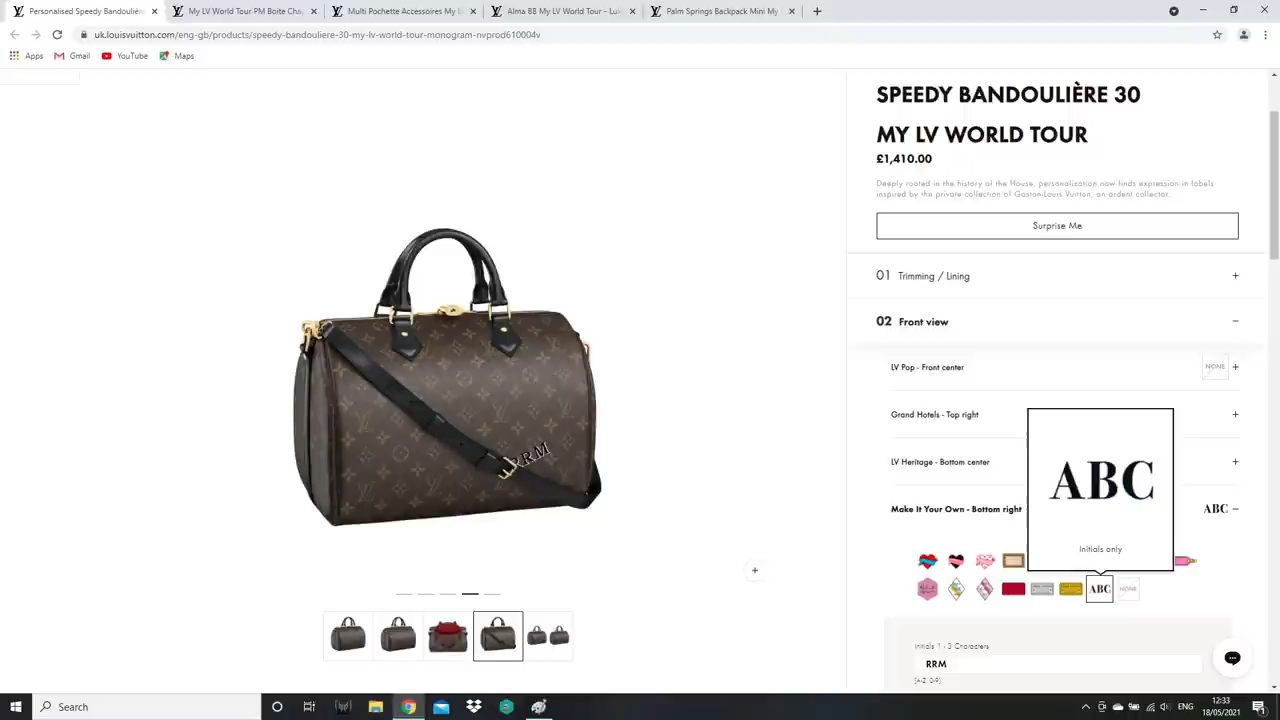 Personalised Speedy Bandoulière
My LV World Tour PM Boite Chap
Multi Pochette Accessoires My L
Alma BB My LV World Tour - Lux
Palm Springs Backpack Mini My
uk.louisvuitton.com/eng-gb/products/speedy-bandouliere-30-my-lv-world-tour-monogram-nvprod610004v
Apps
Gmail
YouTube
Maps
SPEEDY BANDOULIÈRE 30
MY LV WORLD TOUR
£1,410.00
Deeply rooted in the history of the House, personalization now finds expression in labels
inspired by the private collection of Gaston-Louis Vuitton, an ardent collector.
Surprise Me
01 Trimming / Lining +
02 Front view −
LV Pop - Front center NONE +
Grand Hotels - Top right +
LV Heritage - Bottom center +
Make It Your Own - Bottom right ABC −
ABC
Initials only
ABC NONE
Initials 1 - 3 Characters
RRM
(A-Z, 0-9)
RRM
Search
ENG
12:33
18/05/2021